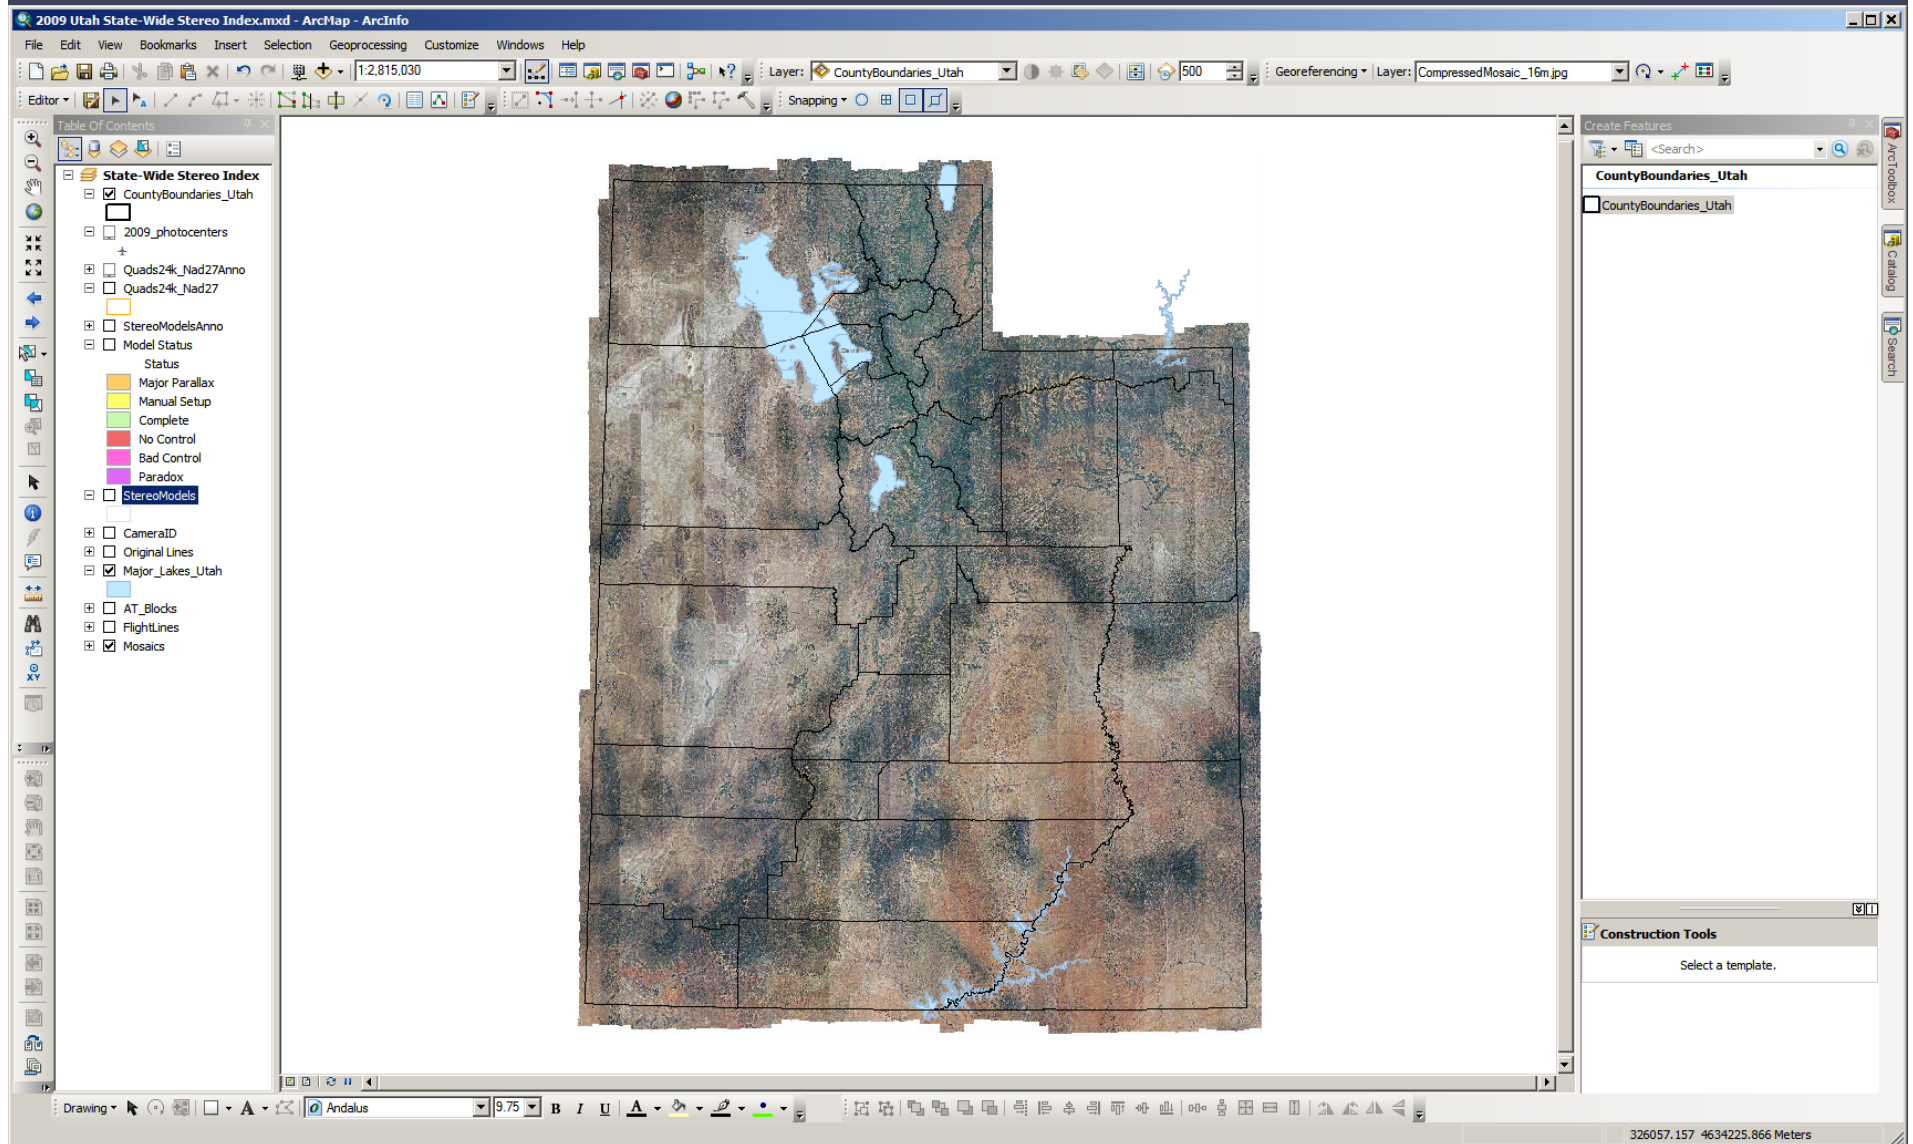 2009 Utah State-Wide Stereo Index.mxd - ArcMap - ArcInfo
File Edit View Bookmarks Insert Selection Geoprocessing Customize Windows Help
1:2,815,030 Layer: CountyBoundaries_Utah 500 Georeferencing Layer: CompressedMosaic_16m.jpg
Editor Snapping
Table Of Contents
State-Wide Stereo Index
CountyBoundaries_Utah
2009_photocenters
Quads24k_Nad27Anno
Quads24k_Nad27
StereoModelsAnno
Model Status
Status
Major Parallax
Manual Setup
Complete
No Control
Bad Control
Paradox
StereoModels
CameraID
Original Lines
Major_Lakes_Utah
AT_Blocks
FlightLines
Mosaics
XY
1:1
Create Features
<Search>
CountyBoundaries_Utah
CountyBoundaries_Utah
Construction Tools
Select a template.
ArcToolbox
Catalog
Search
Drawing A Andalus 9.75 B I U A
326057.157 4634225.866 Meters